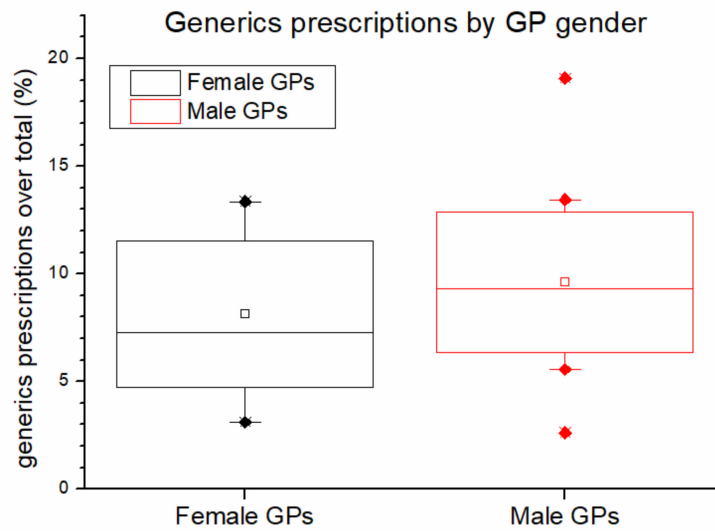 Generics prescriptions by GP gender
Female GPs
Male GPs
generics prescriptions over total (%)
20
15
10
5
0
Female GPs
Male GPs